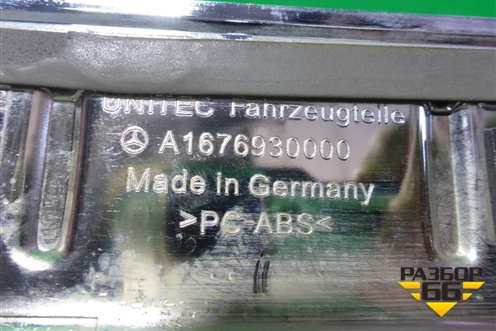 UNITEC Fahrzeugteile
A1676930000
Made in Germany
>PC-ABS<
РАЗБОР
66